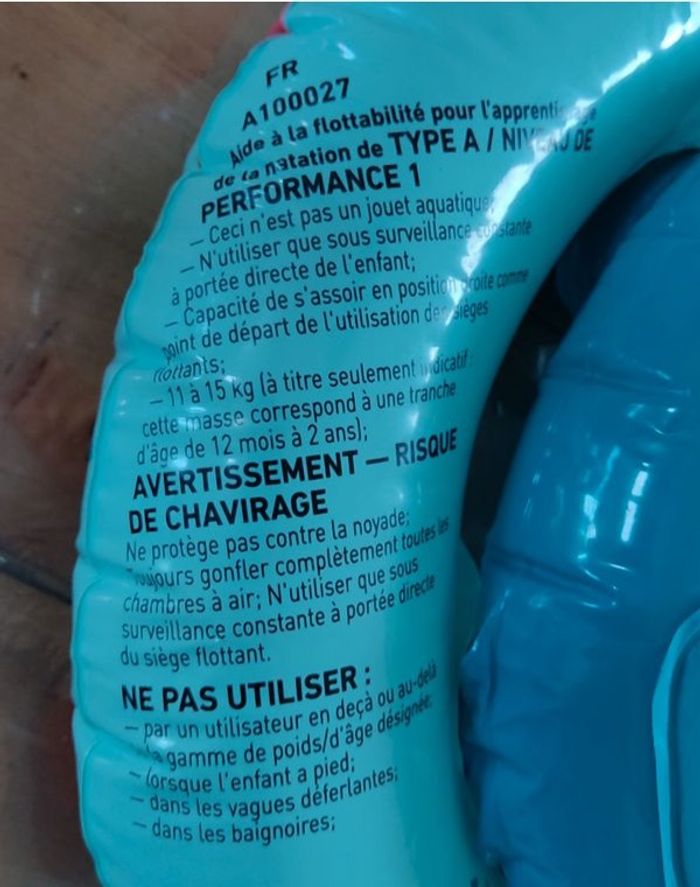 FR
A100027
Aide à la flottabilité pour l'apprentissage
de la natation de TYPE A / NIVEAU DE
PERFORMANCE 1
– Ceci n'est pas un jouet aquatique;
– N'utiliser que sous surveillance constante
à portée directe de l'enfant;
– Capacité de s'assoir en position droite comme
point de départ de l'utilisation des sièges
flottants;
– 11 à 15 kg (à titre seulement indicatif :
cette masse correspond à une tranche
d'âge de 12 mois à 2 ans);
AVERTISSEMENT — RISQUE
DE CHAVIRAGE
Ne protège pas contre la noyade;
Toujours gonfler complètement toutes les
chambres à air; N'utiliser que sous
surveillance constante à portée directe
du siège flottant.
NE PAS UTILISER :
– par un utilisateur en deçà ou au-delà
la gamme de poids/d'âge désignée;
– lorsque l'enfant a pied;
– dans les vagues déferlantes;
– dans les baignoires;